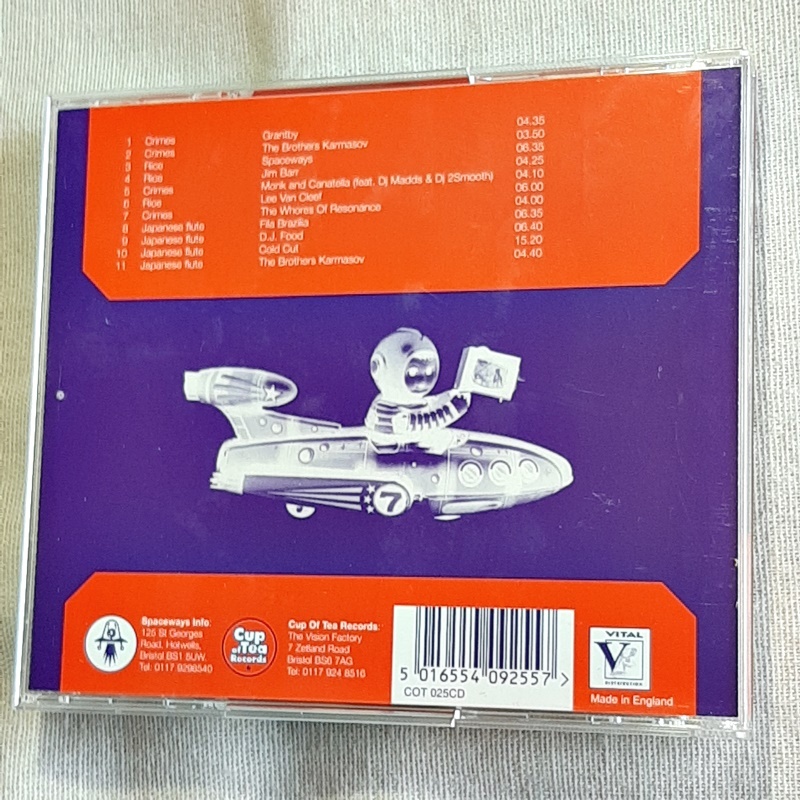 1 Crimes Grantby 04.35
2 Crimes The Brothers Karmasov 03.50
3 Rice Spaceways 06.35
4 Rice Jim Barr 04.25
5 Crimes Monk and Canatella (feat. Dj Madds & Dj 2Smooth) 04.10
6 Rice Lee Van Cleef 06.00
7 Crimes The Whores Of Resonance 04.00
8 Japanese flute Fila Brazilia 06.35
9 Japanese flute D.J. Food 06.40
10 Japanese flute Cold Cut 15.20
11 Japanese flute The Brothers Karmasov 04.40
7
Spaceways Info:
125 St Georges
Road, Hotwells,
Bristol BS1 5UW.
Tel: 0117 9298540
Cup
of Tea
Records
Cup Of Tea Records:
The Vision Factory
7 Zetland Road
Bristol BS6 7AG
Tel: 0117 924 8516
5 016554 092557 >
COT 025CD
VITAL
V
DISTRIBUTION
Made in England